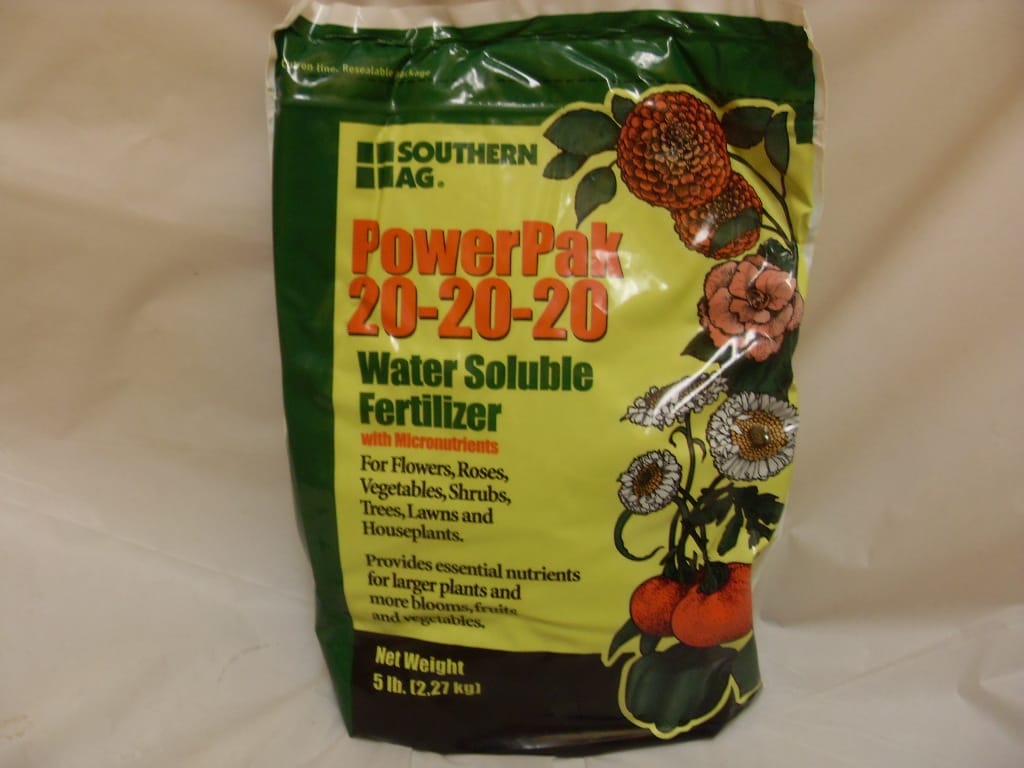 on line. Resealable package
SOUTHERN
AG®
PowerPak
20-20-20
Water Soluble
Fertilizer
with Micronutrients
For Flowers, Roses,
Vegetables, Shrubs,
Trees, Lawns and
Houseplants.
Provides essential nutrients
for larger plants and
more blooms, fruits
and vegetables.
Net Weight
5 lb. (2.27 kg)